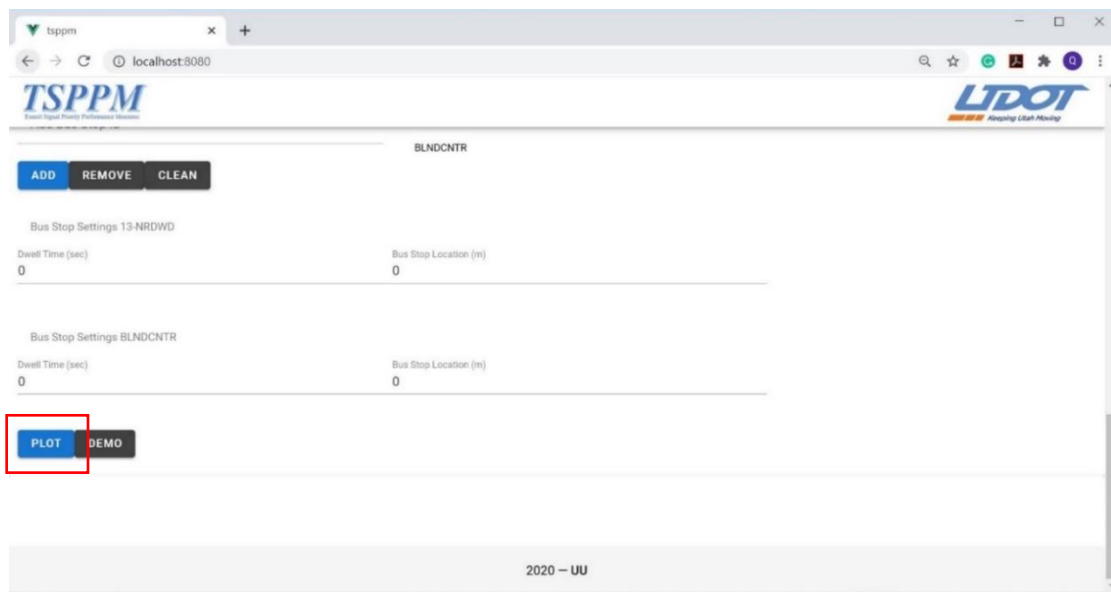 tsppm
localhost:8080
Q
TSPPM
UDOT
Keeping Utah Moving
BLNDCNTR
ADD REMOVE CLEAN
Bus Stop Settings 13-NRDWD
Dwell Time (sec) Bus Stop Location (m)
0 0
Bus Stop Settings BLNDCNTR
Dwell Time (sec) Bus Stop Location (m)
0 0
PLOT DEMO
2020 — UU